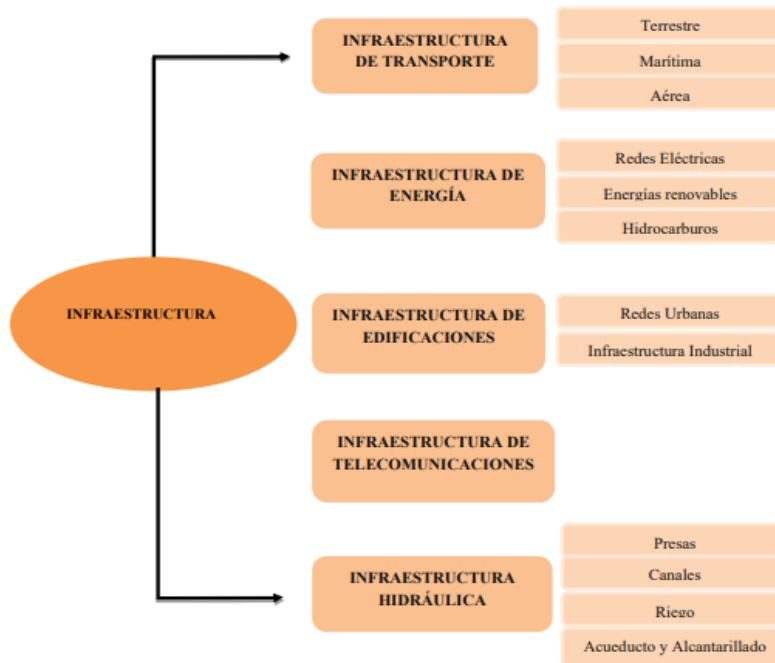 INFRAESTRUCTURA
INFRAESTRUCTURA
DE TRANSPORTE
Terrestre
Marítima
Aérea
INFRAESTRUCTURA DE
ENERGÍA
Redes Eléctricas
Energías renovables
Hidrocarburos
INFRAESTRUCTURA DE
EDIFICACIONES
Redes Urbanas
Infraestructura Industrial
INFRAESTRUCTURA DE
TELECOMUNICACIONES
INFRAESTRUCTURA
HIDRÁULICA
Presas
Canales
Riego
Acueducto y Alcantarillado